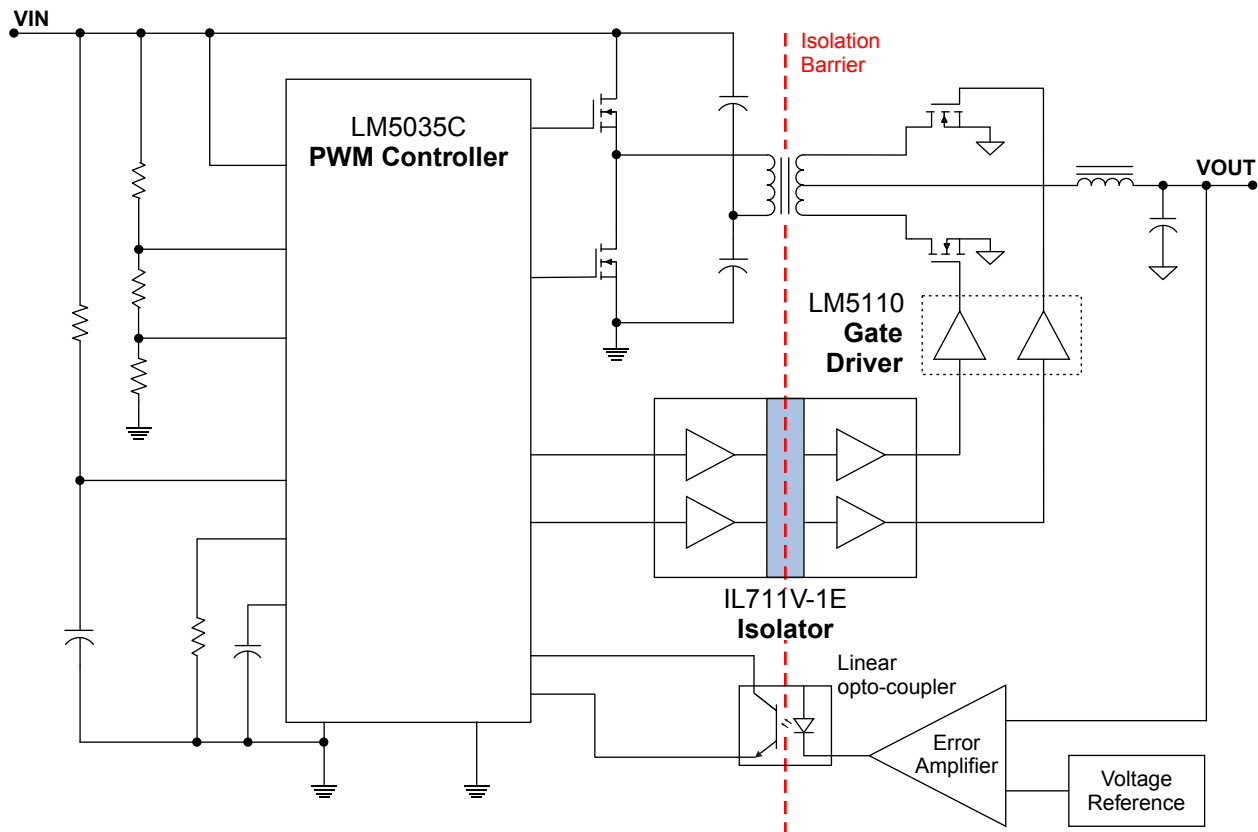 VIN
Isolation
Barrier
LM5035C
PWM Controller
VOUT
LM5110
Gate
Driver
IL711V-1E
Isolator
Linear
opto-coupler
Error
Amplifier
Voltage
Reference